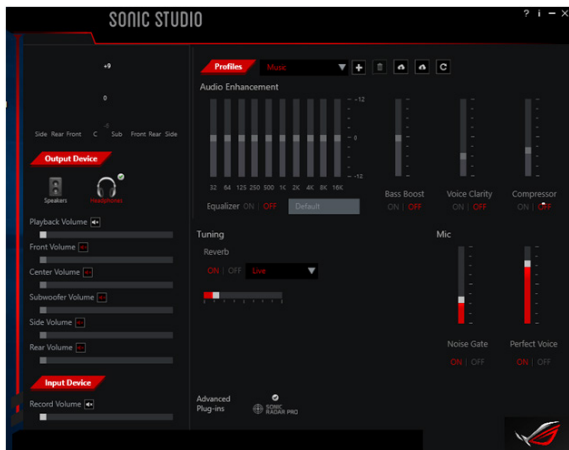 SONIC STUDIO
? i
+9
0
Side Rear Front C Sub Front Rear Side
Output Device
Speakers
Headphones
Playback Volume
Front Volume
Center Volume
Subwoofer Volume
Side Volume
Rear Volume
Input Device
Record Volume
Profiles
Music
Audio Enhancement
-12
0
-12
32 64 125 250 500 1K 2K 4K 8K 16K
Equalizer ON | OFF
Default
Bass Boost
ON | OFF
Voice Clarity
ON | OFF
Compressor
ON | OFF
Tuning
Reverb
ON | OFF
Live
Mic
Noise Gate
ON | OFF
Perfect Voice
ON | OFF
Advanced
Plug-ins
SONIC
RADAR PRO